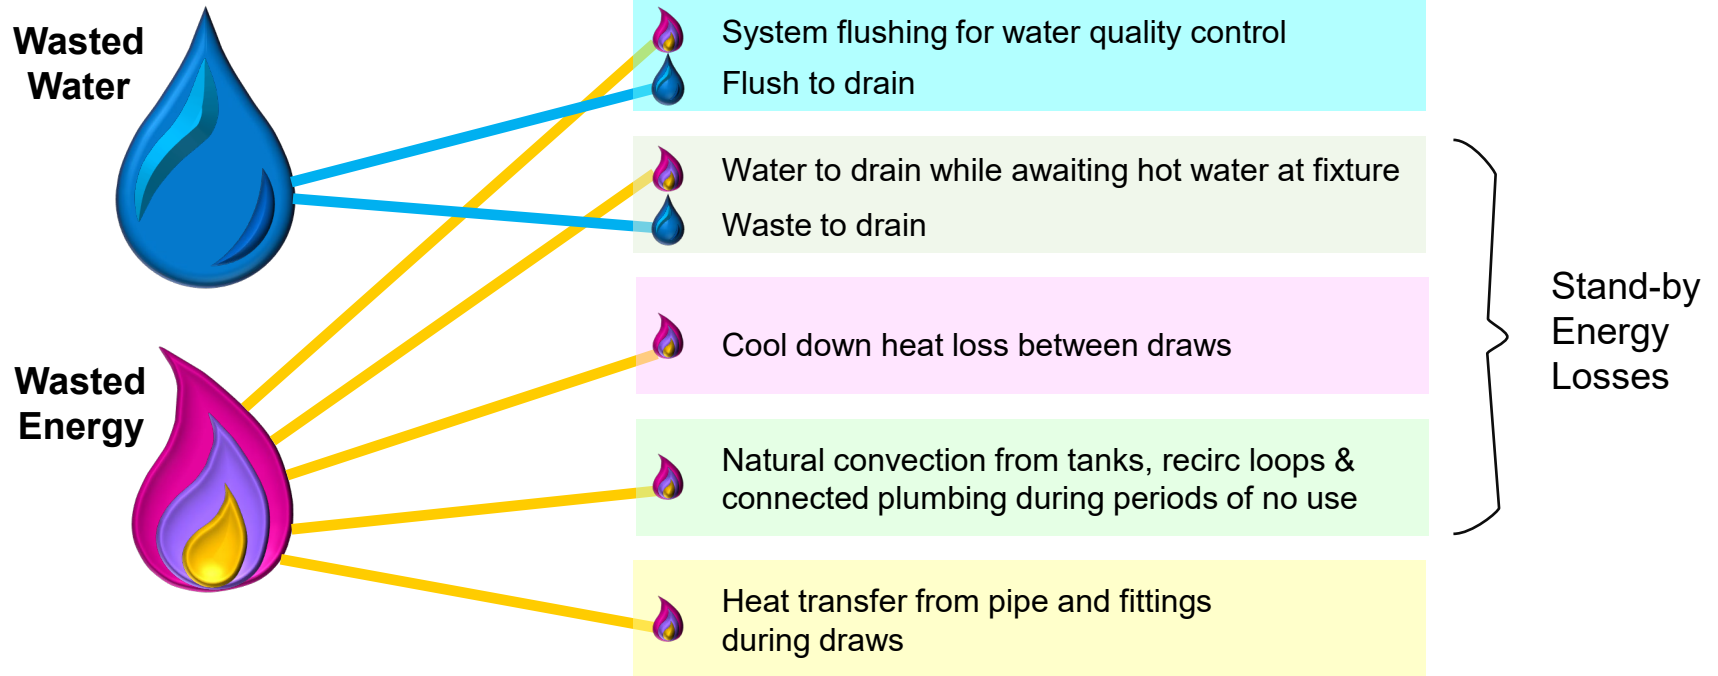 Wasted
Water
System flushing for water quality control
Flush to drain
Water to drain while awaiting hot water at fixture
Waste to drain
Wasted
Energy
Cool down heat loss between draws
Natural convection from tanks, recirc loops &
connected plumbing during periods of no use
Heat transfer from pipe and fittings
during draws
Stand-by
Energy
Losses